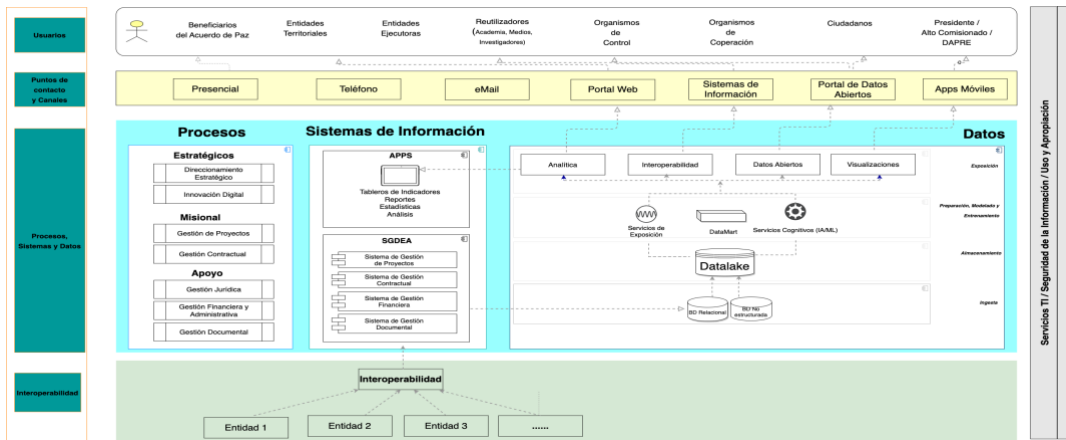 Usuarios
Beneficiarios
del Acuerdo de Paz
Entidades
Territoriales
Entidades
Ejecutoras
Reutilizadores
(Academia, Medios,
Investigadores)
Organismos
de
Control
Organismos
de
Coperación
Ciudadanos
Presidente /
Alto Comisionado /
DAPRE
Puntos de
contacto
y Canales
Presencial
Teléfono
eMail
Portal Web
Sistemas de
Información
Portal de Datos
Abiertos
Apps Móviles
Procesos,
Sistemas y Datos
Procesos
Estratégicos
Direccionamiento
Estratégico
Innovación Digital
Misional
Gestión de Proyectos
Gestión Contractual
Apoyo
Gestión Jurídica
Gestión Financiera y
Administrativa
Gestión Documental
Sistemas de Información
APPS
Tableros de Indicadores
Reportes
Estadísticas
Análisis
SGDEA
Sistema de Gestión
de Proyectos
Sistema de Gestión
Contractual
Sistema de Gestión
Financiera
Sistema de Gestión
Documental
Datos
Analítica
Interoperabilidad
Datos Abiertos
Visualizaciones
Exposición
Servicios de
Exposición
DataMart
Servicios Cognitivos (IA/ML)
Preparación, Modelado y
Entrenamiento
Datalake
Almacenamiento
BD Relacional
BD No
estructurada
Ingesta
Interoperabilidad
Interoperabilidad
Entidad 1
Entidad 2
Entidad 3
......
Servicios TI / Seguridad de la Información / Uso y Apropiación